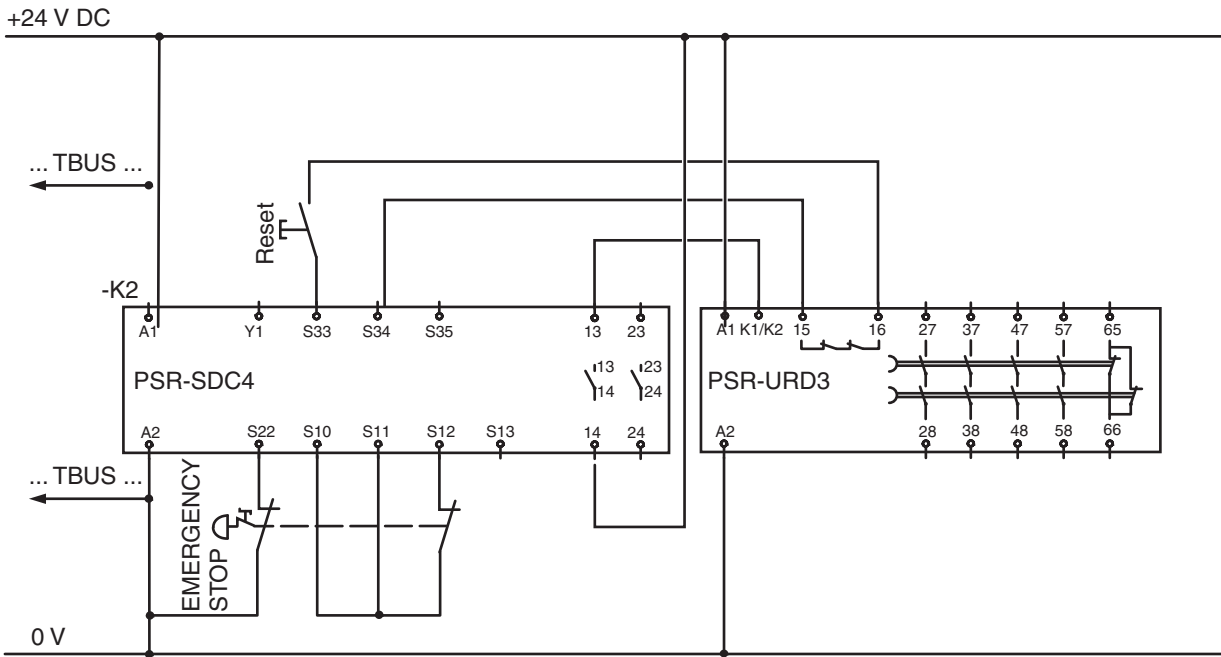 +24 V DC
... TBUS ...
Reset
-K2
A1 Y1 S33 S34 S35 13 23
A1 K1/K2 15 16 27 37 47 57 65
PSR-SDC4
13
14
23
24
PSR-URD3
A2 S22 S10 S11 S12 S13 14 24
A2 28 38 48 58 66
... TBUS ...
EMERGENCY
STOP
0 V